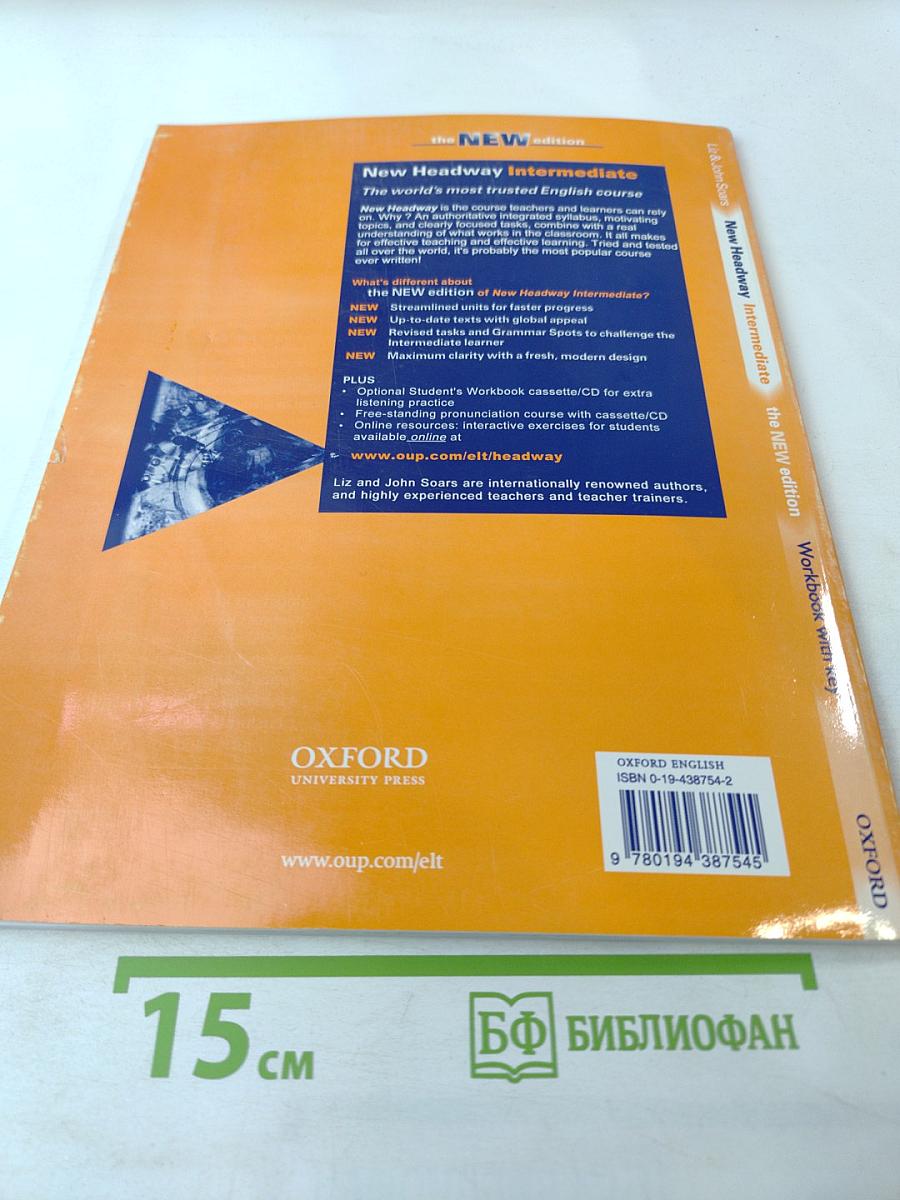 the NEW edition
New Headway Intermediate
The world's most trusted English course
New Headway is the course teachers and learners can rely
on. Why ? An authoritative integrated syllabus, motivating
topics, and clearly focused tasks, combine with a real
understanding of what works in the classroom. It all makes
for effective teaching and effective learning. Tried and tested
all over the world, it's probably the most popular course
ever written!
What's different about
the NEW edition of New Headway Intermediate?
NEW Streamlined units for faster progress
NEW Up-to-date texts with global appeal
NEW Revised tasks and Grammar Spots to challenge the
Intermediate learner
NEW Maximum clarity with a fresh, modern design
PLUS
• Optional Student's Workbook cassette/CD for extra
listening practice
• Free-standing pronunciation course with cassette/CD
• Online resources: interactive exercises for students
available online at
www.oup.com/elt/headway
Liz and John Soars are internationally renowned authors,
and highly experienced teachers and teacher trainers.
OXFORD
UNIVERSITY PRESS
www.oup.com/elt
OXFORD ENGLISH
ISBN 0-19-438754-2
9 780194 387545
Liz & John Soars New Headway Intermediate the NEW edition Workbook with key OXFORD
15 см
БФ БИБЛИОФАН